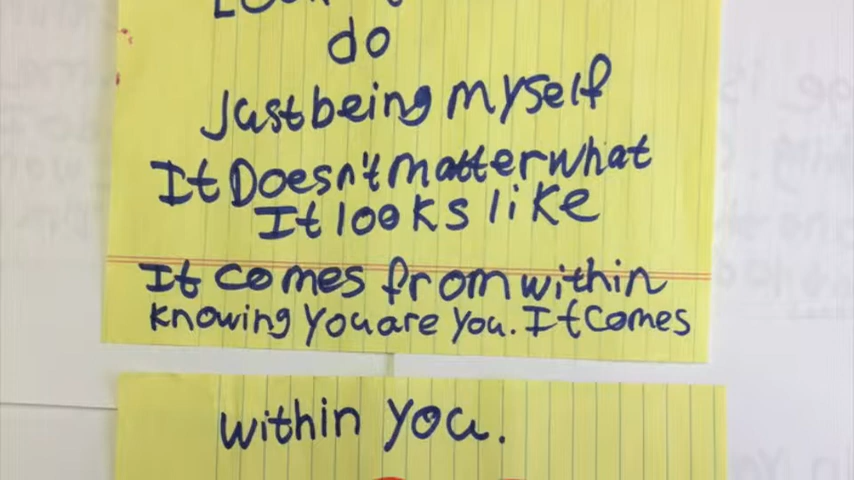 do
Just being myself
It Doesn't matter what
It looks like
It comes from within
knowing you are you. It comes
within you.